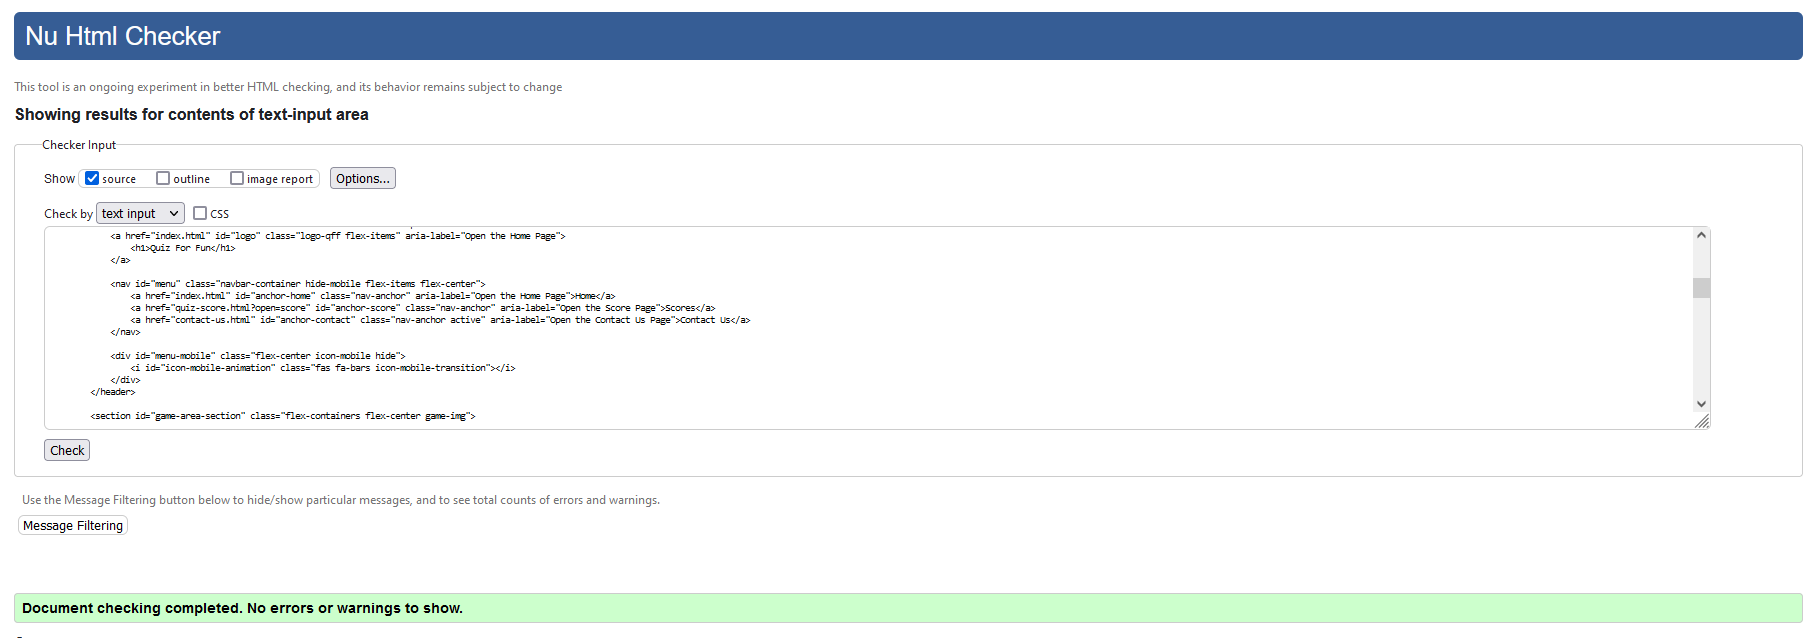 Nu Html Checker
This tool is an ongoing experiment in better HTML checking, and its behavior remains subject to change
Showing results for contents of text-input area
Checker Input
Show source outline image report Options...
Check by text input CSS
<a href="index.html" id="logo" class="logo-qff flex-items" aria-label="Open the Home Page">
<h1>Quiz For Fun</h1>
</a>
<nav id="menu" class="navbar-container hide-mobile flex-items flex-center">
<a href="index.html" id="anchor-home" class="nav-anchor" aria-label="Open the Home Page">Home</a>
<a href="quiz-score.html?open=score" id="anchor-score" class="nav-anchor" aria-label="Open the Score Page">Scores</a>
<a href="contact-us.html" id="anchor-contact" class="nav-anchor active" aria-label="Open the Contact Us Page">Contact Us</a>
</nav>
<div id="menu-mobile" class="flex-center icon-mobile hide">
<i id="icon-mobile-animation" class="fas fa-bars icon-mobile-transition"></i>
</div>
</header>
<section id="game-area-section" class="flex-containers flex-center game-img">
Check
Use the Message Filtering button below to hide/show particular messages, and to see total counts of errors and warnings.
Message Filtering
Document checking completed. No errors or warnings to show.